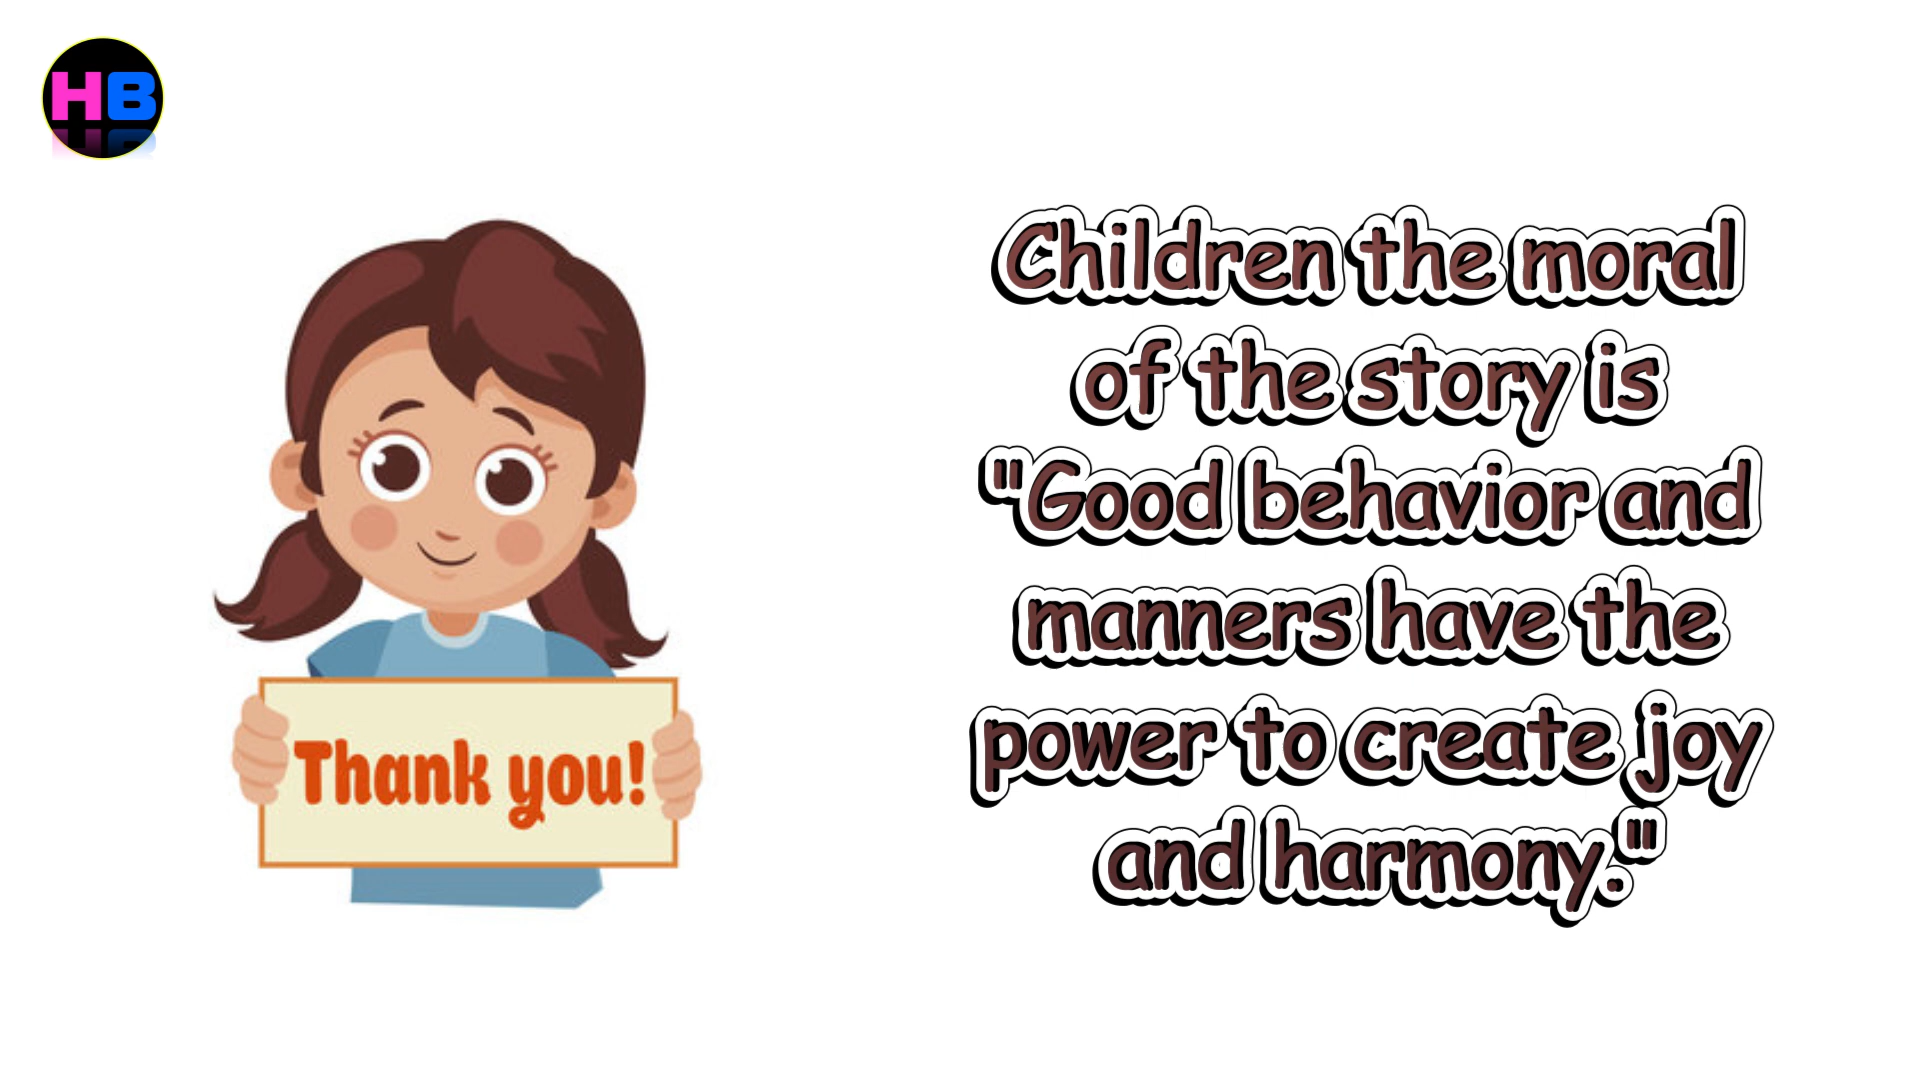 HB
Thank you!
Children the moral
of the story is
"Good behavior and
manners have the
power to create joy
and harmony."